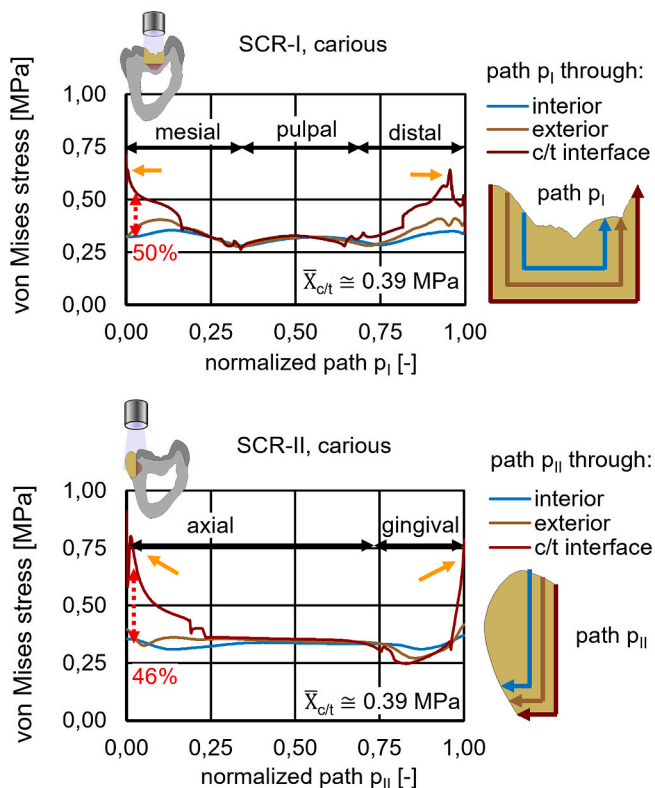 SCR-I, carious
von Mises stress [MPa]
1,00
0,75
0,50
0,25
0,00
mesial
pulpal
distal
50%
X̅c/t ≅ 0.39 MPa
0,00
0,25
0,50
0,75
1,00
normalized path pI [-]
path pI through:
interior
exterior
c/t interface
path pI
SCR-II, carious
von Mises stress [MPa]
1,00
0,75
0,50
0,25
0,00
axial
gingival
46%
X̅c/t ≅ 0.39 MPa
0,00
0,25
0,50
0,75
1,00
normalized path pII [-]
path pII through:
interior
exterior
c/t interface
path pII